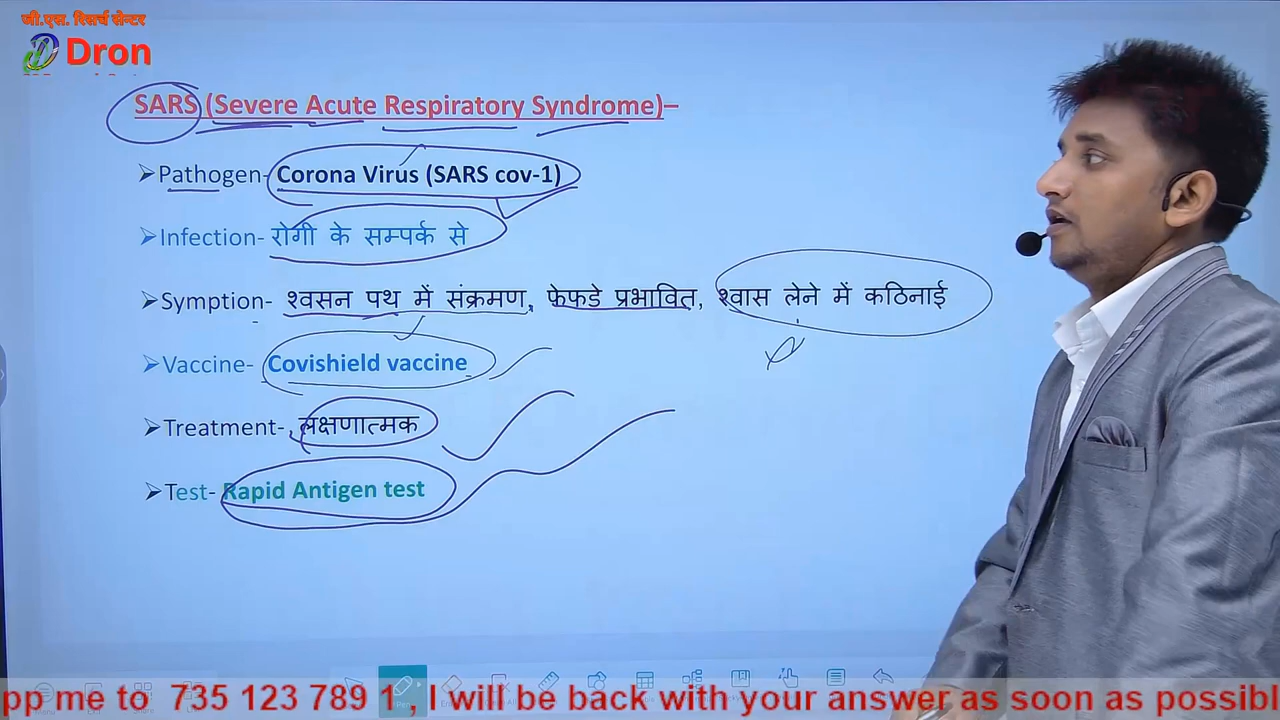 जी.एस. रिसर्च सेन्टर
Dron
SARS (Severe Acute Respiratory Syndrome)–
➢Pathogen- Corona Virus (SARS cov-1)
➢Infection- रोगी के सम्पर्क से
➢Symption- श्वसन पथ में संक्रमण, फेफडे प्रभावित, श्वास लेने में कठिनाई
➢Vaccine- Covishield vaccine
➢Treatment- लक्षणात्मक
➢Test- Rapid Antigen test
pp me to 735 123 789 1 , I will be back with your answer as soon as possibl